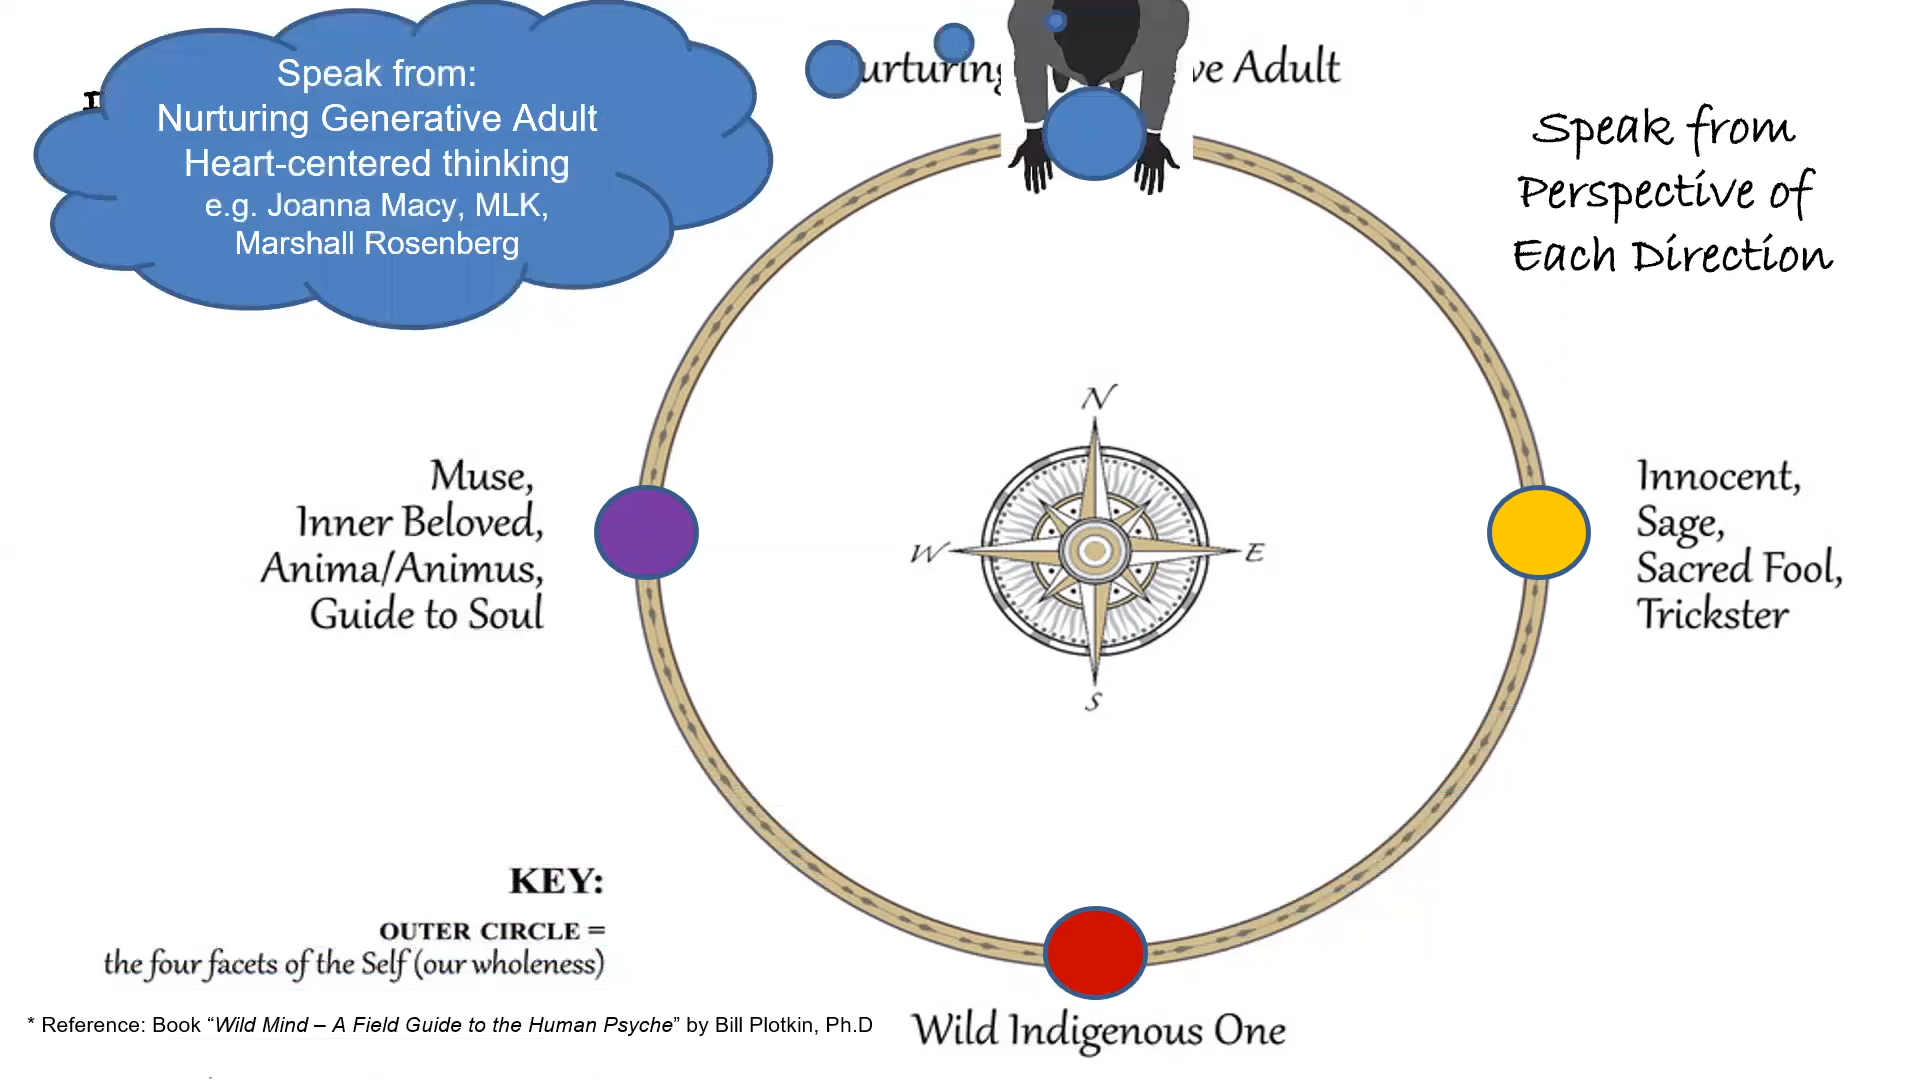 Speak from:
Nurturing Generative Adult
Heart-centered thinking
e.g. Joanna Macy, MLK,
Marshall Rosenberg
urturing ve Adult
Speak from
Perspective of
Each Direction
N
W
E
S
Muse,
Inner Beloved,
Anima/Animus,
Guide to Soul
Innocent,
Sage,
Sacred Fool,
Trickster
KEY:
OUTER CIRCLE =
the four facets of the Self (our wholeness)
* Reference: Book “Wild Mind – A Field Guide to the Human Psyche” by Bill Plotkin, Ph.D
Wild Indigenous One